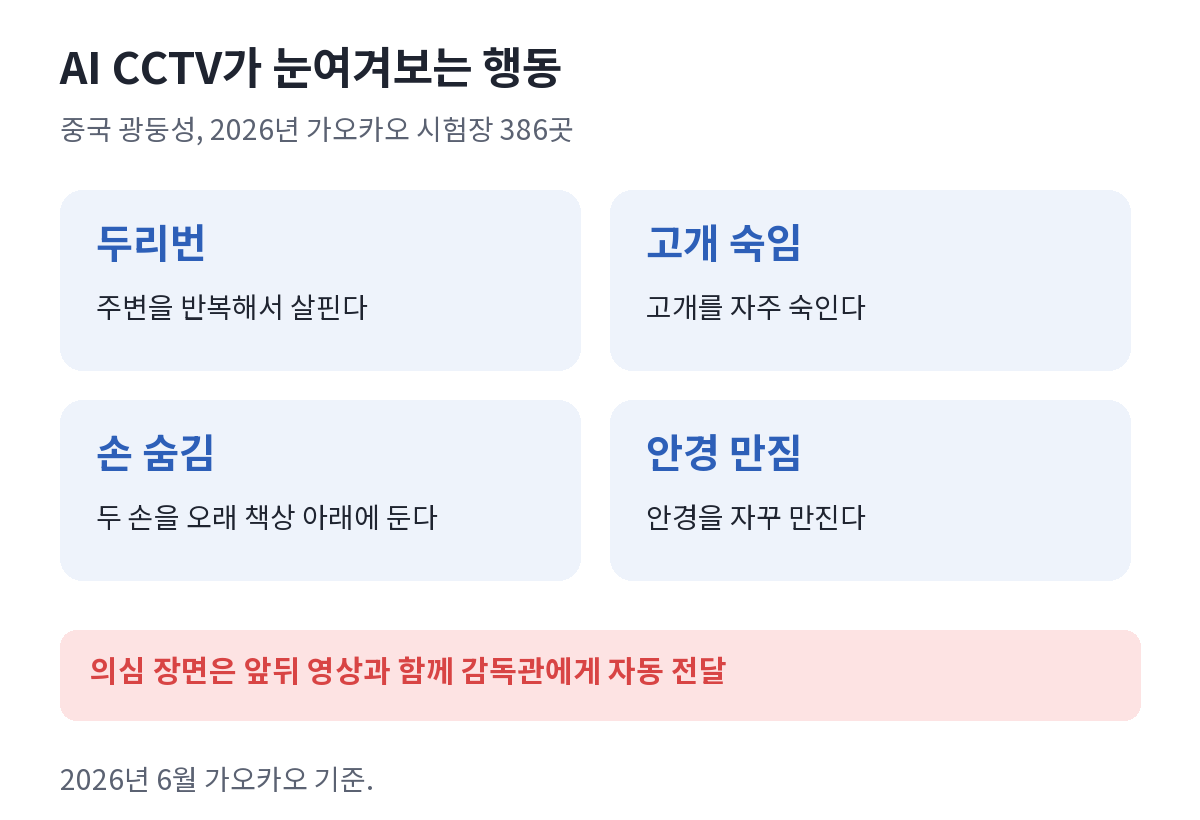 AI CCTV가 눈여겨보는 행동
중국 광둥성, 2026년 가오카오 시험장 386곳
두리번
주변을 반복해서 살핀다
고개 숙임
고개를 자주 숙인다
손 숨김
두 손을 오래 책상 아래에 둔다
안경 만짐
안경을 자꾸 만진다
의심 장면은 앞뒤 영상과 함께 감독관에게 자동 전달
2026년 6월 가오카오 기준.